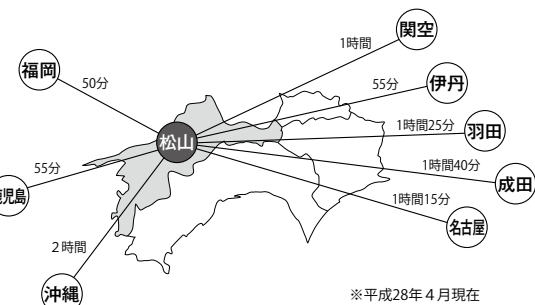 関空
1時間
福岡
50分
伊丹
55分
松山
羽田
1時間25分
55分
鹿児島
1時間40分
成田
1時間15分
名古屋
2時間
沖縄
※平成28年4月現在